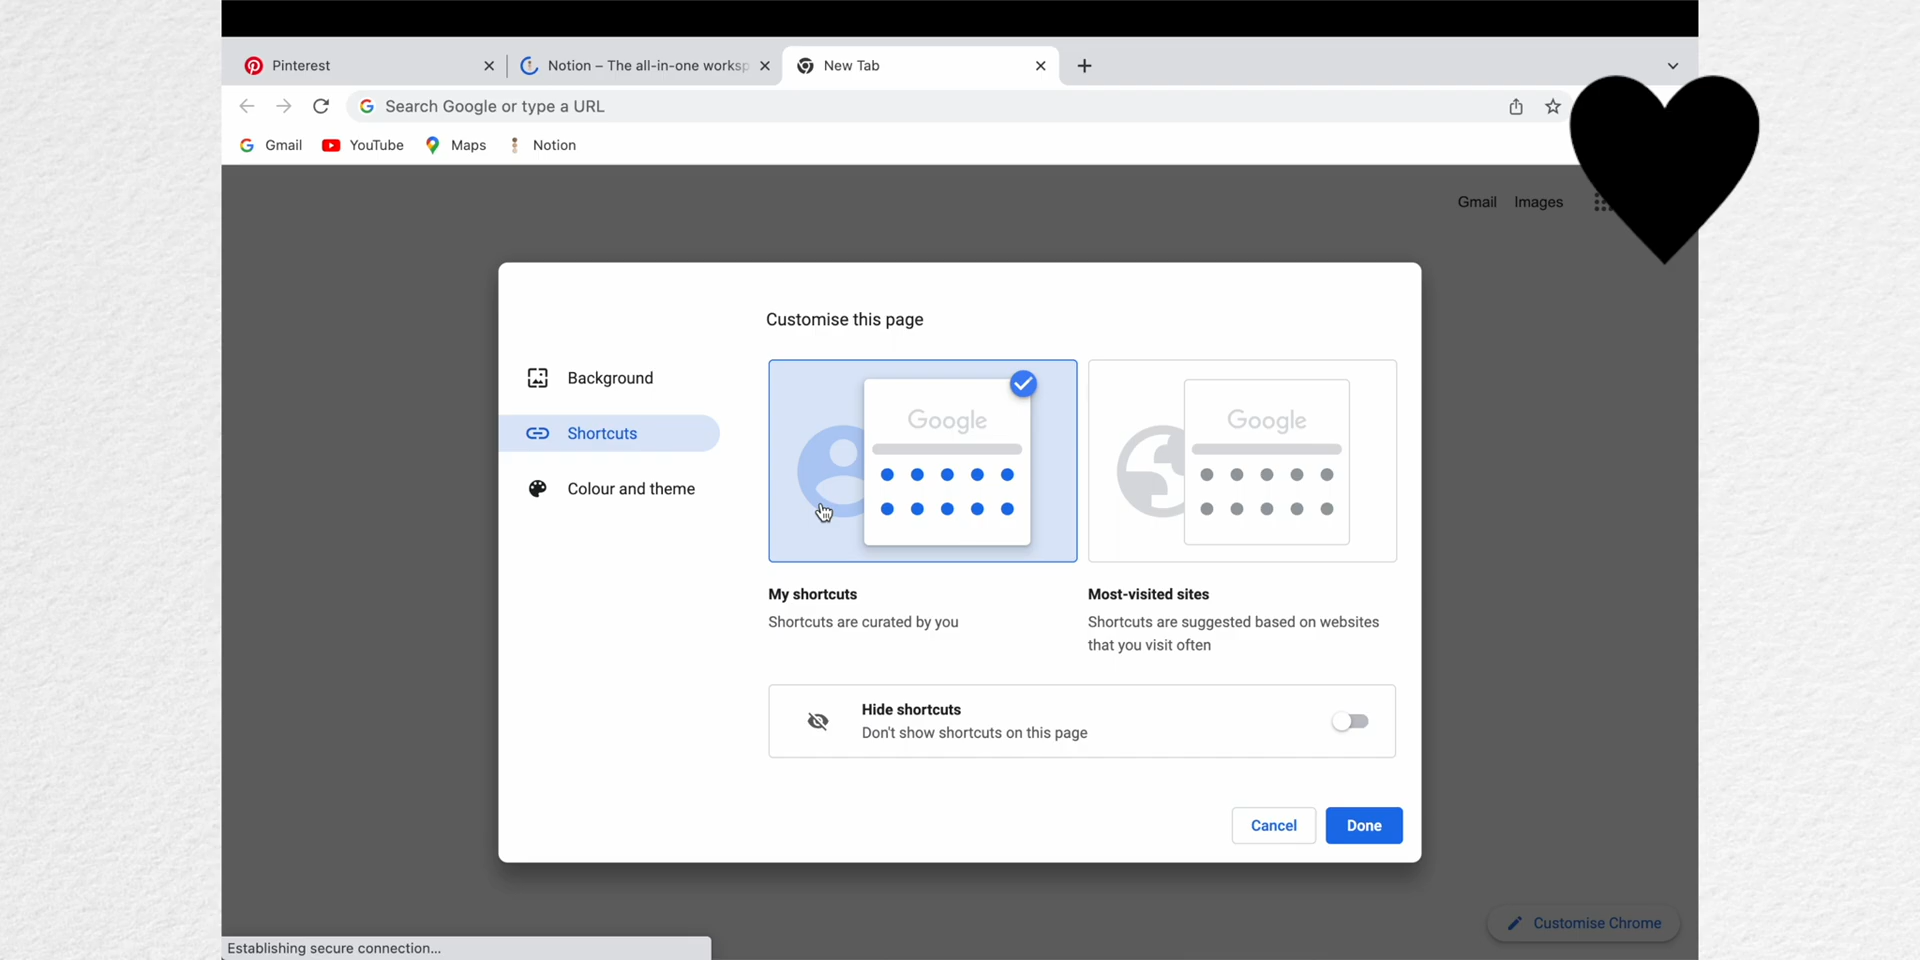 Pinterest
Notion – The all-in-one worksp
New Tab
Search Google or type a URL
Gmail
YouTube
Maps
Notion
Gmail
Images
Customise this page
Background
Shortcuts
Colour and theme
Google
Google
My shortcuts
Shortcuts are curated by you
Most-visited sites
Shortcuts are suggested based on websites
that you visit often
Hide shortcuts
Don't show shortcuts on this page
Cancel
Done
Customise Chrome
Establishing secure connection...